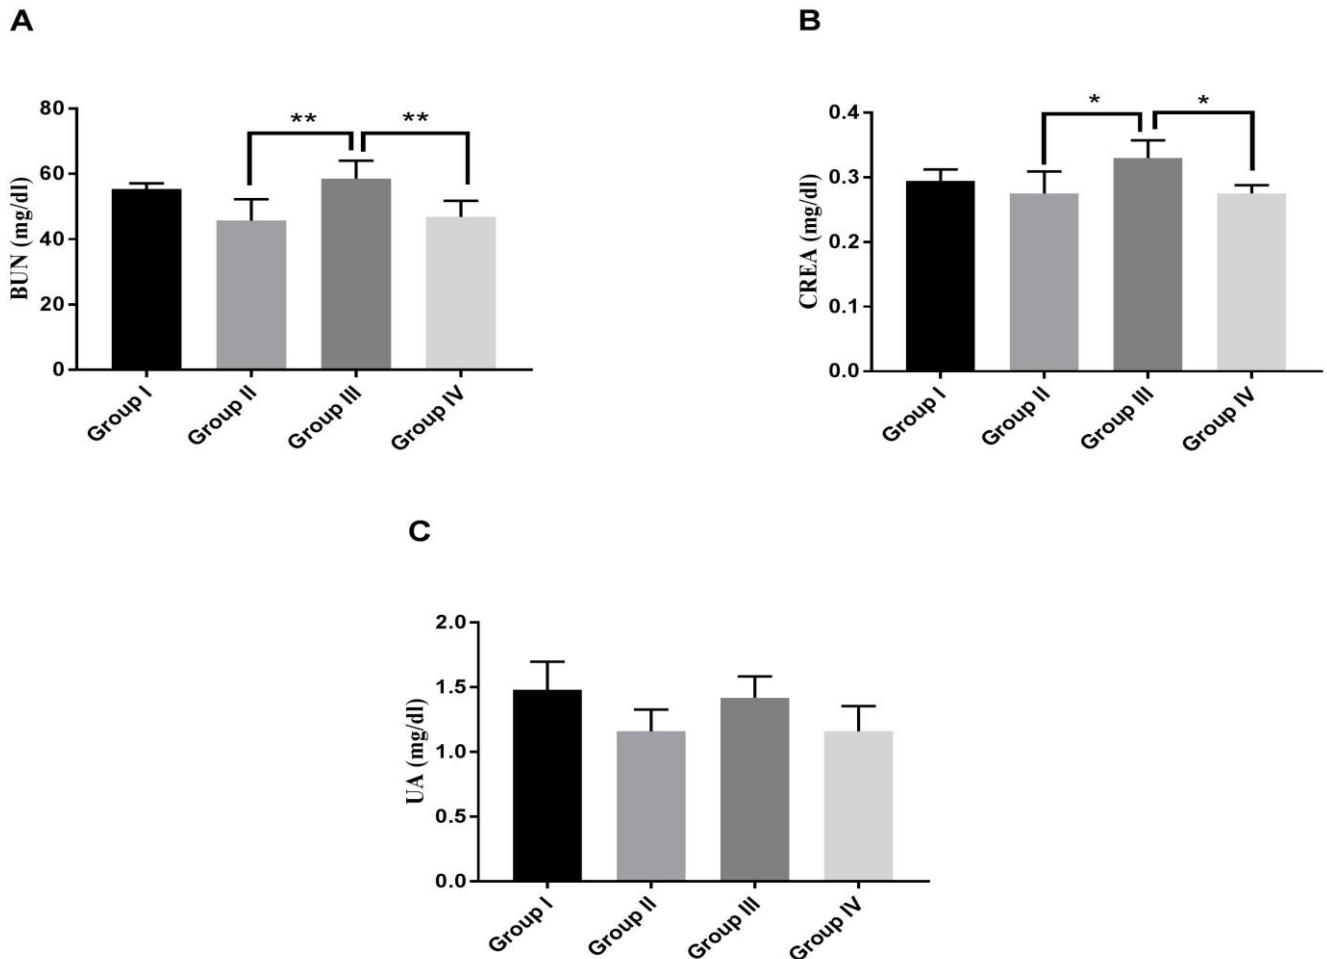 A
BUN (mg/dl)
80
60
40
20
0
**
**
Group I
Group II
Group III
Group IV
B
CREA (mg/dl)
0.4
0.3
0.2
0.1
0.0
*
*
Group I
Group II
Group III
Group IV
C
UA (mg/dl)
2.0
1.5
1.0
0.5
0.0
Group I
Group II
Group III
Group IV